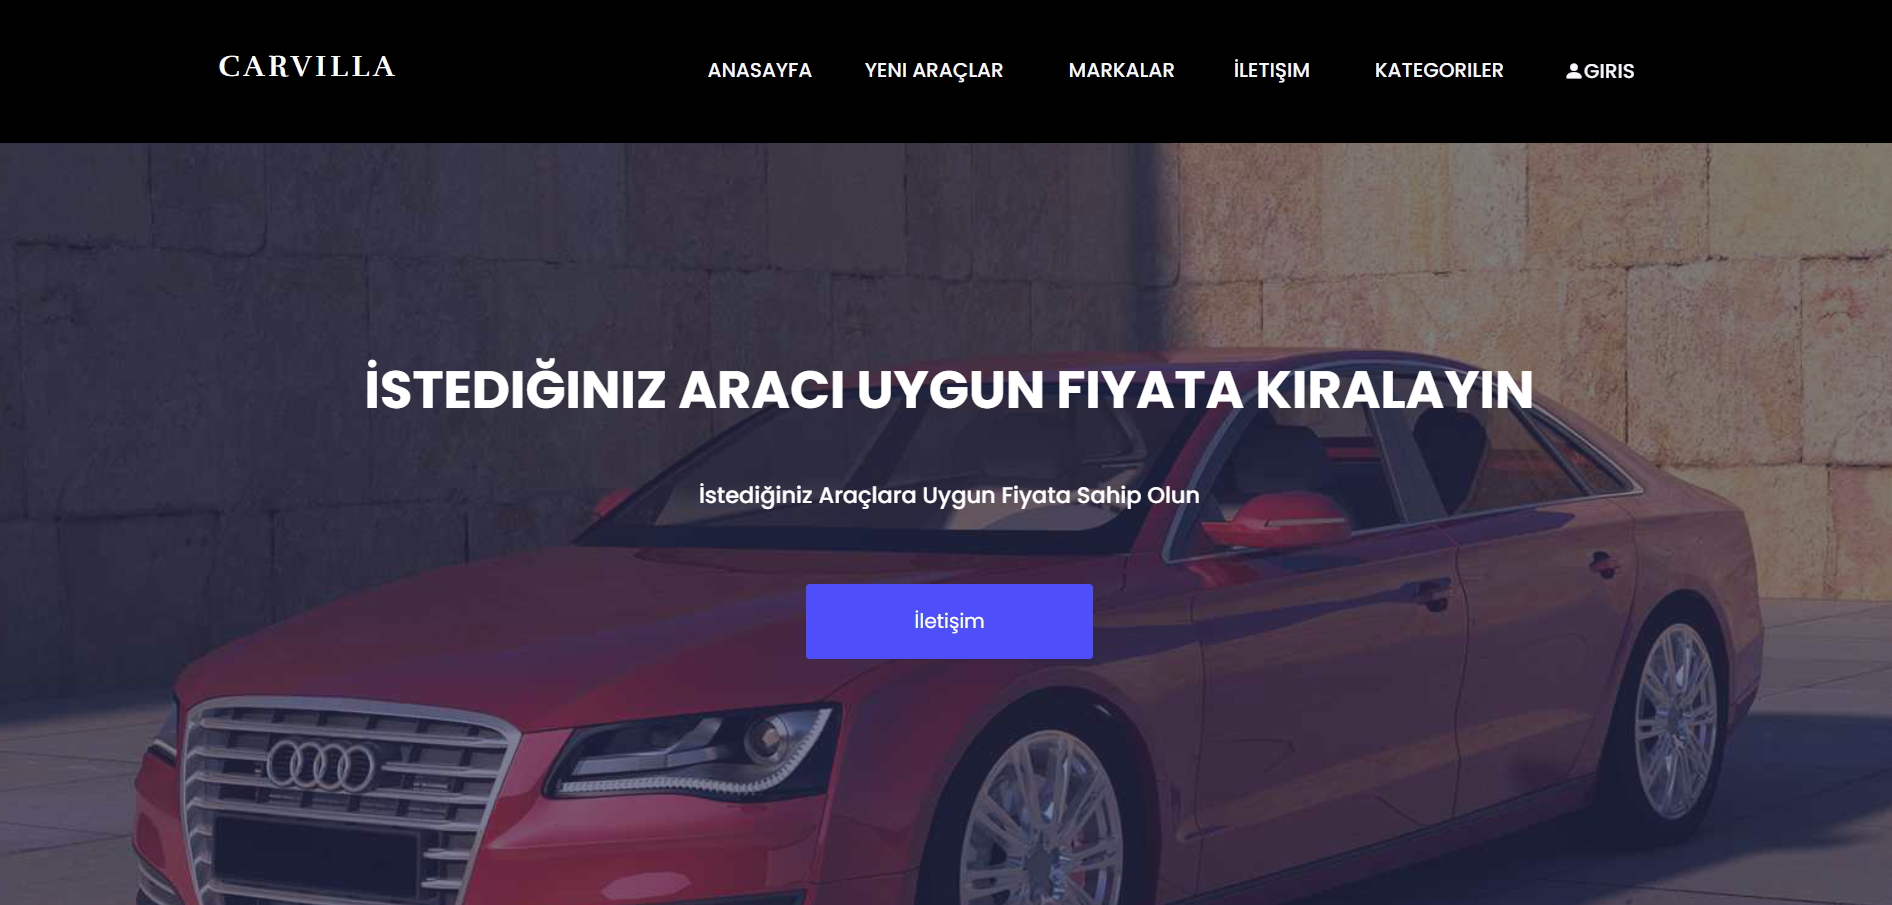 CARVILLA
ANASAYFA YENI ARAÇLAR MARKALAR İLETIŞIM KATEGORILER GIRIS
İSTEDIĞINIZ ARACI UYGUN FIYATA KIRALAYIN
İstediğiniz Araçlara Uygun Fiyata Sahip Olun
İletişim